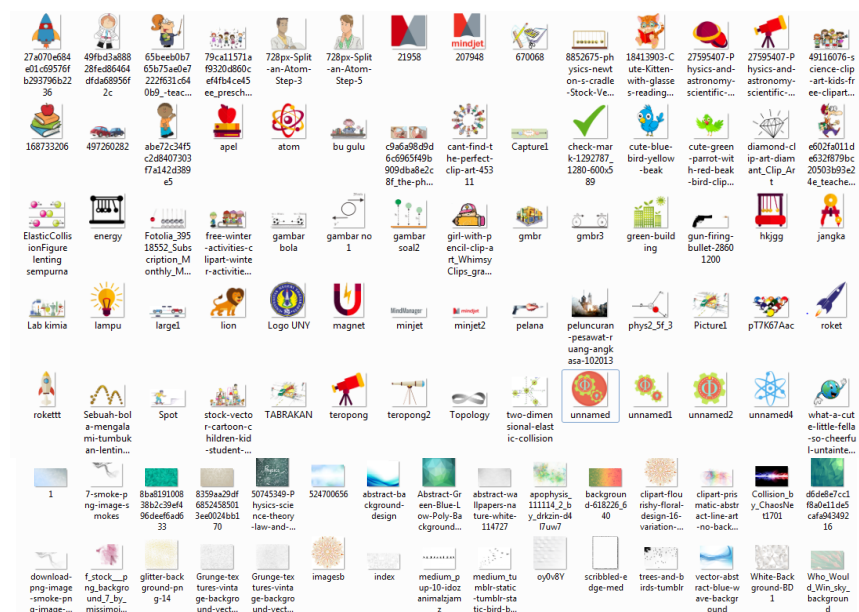 27a070e684 49fbd3a888 65beeb0b7 79ca11571a 728px-Split 728px-Split 21958 207948 670068 8852675-ph 18413903-C 27595407-P 27595407-P 49116076-s
e01c69576f 28fed86464 65b75ae0e7 f9320d860c -an-Atom- -an-Atom- ysics-newt ute-Kitten- hysics-and- hysics-and- cience-clip
b293796b22 dfda68956f 222f631c64 ef4fb4ce45 Step-3 Step-5 on-s-cradle with-glasse astronomy- astronomy- -art-kids-fr
36 2c 0b9_-teac... ee_presch... -Stock-Ve... s-reading... scientific-... scientific-... ee-clipart...
168733206 497260282 abe72c34f5 apel atom bu gulu c9a6a98d9d cant-find-t Capture1 check-mar cute-blue- cute-green diamond-cl e602fa011d
c2d8407303 6c6965f49b he-perfect- k-1292787_ bird-yellow -parrot-wit ip-art-diam e632f879bc
f7a142d389 909dba8e2c clip-art-453 1280-600x5 -beak h-red-beak ant_Clip_Ar 20503b93e2
e5 8f_the-ph... 11 89 -bird-clip... t 4e_teache...
ElasticCollis energy Fotolia_395 free-winter gambar gambar no gambar girl-with-p gmbr gmbr3 green-build gun-firing- hkjgg jangka
ionFigure 18552_Subs -activities-c bola 1 soal2 encil-clip-a ing bullet-2860
lenting cription_M lipart-winte rt_Whimsy 1200
sempurna onthly_M... r-activitie... Clips_gra...
Lab kimia lampu large1 lion Logo UNY magnet minjet minjet2 pelana peluncuran phys2_5f_3 Picture1 pT7K67Aac roket
-pesawat-r
uang-angk
asa-102013
rokettt Sebuah-bol Spot stock-vecto TABRAKAN teropong teropong2 Topology two-dimen unnamed unnamed1 unnamed2 unnamed4 what-a-cut
a-mengala r-cartoon-c sional-elast e-little-fella
mi-tumbuk hildren-kid ic-collision -so-cheerfu
an-lentin... -student-... l-untainte...
1 7-smoke-p 8ba8191008 8359aa29df 50745349-P 524700656 abstract-ba Abstract-Gr abstract-wa apophysis_ background clipart-flou clipart-pris Collision_b d6de8e7cc1
ng-image-s 38b2c39ef4 6852458501 hysics-scie ckground- een-Blue-L llpapers-na 111114_2_b -618226_6 rishy-floral- matic-abstr y_ChaosNe f8a0e11de5
mokes 96deef6ad6 3ee0024bb1 nce-theory design ow-Poly-Ba ture-white- y_drkzin-d4 40 design-16- act-line-art t1701 cafa943492
33 70 -law-and-... ckground... 114727 l7uw7 variation-... -no-back... 16
download- f_stock__p glitter-back Grunge-tex Grunge-tex imagesb index medium_p medium_tu oy0v8Y scribbled-e trees-and-b vector-abst White-Back Who_Woul
png-image ng_backgro ground-pn tures-vinta tures-vinta up-10-idoz mblr-static dge-med irds-tumblr ract-blue-w ground-BD d_Win_sky_
-smoke-pn und_7_by_ g-14 ge-backgro ge-backgro animalzjam -tumblr-sta ave-backgr 1 background
g-image-... missimoi... und-vect... und-vect... z tic-bird-b... ound